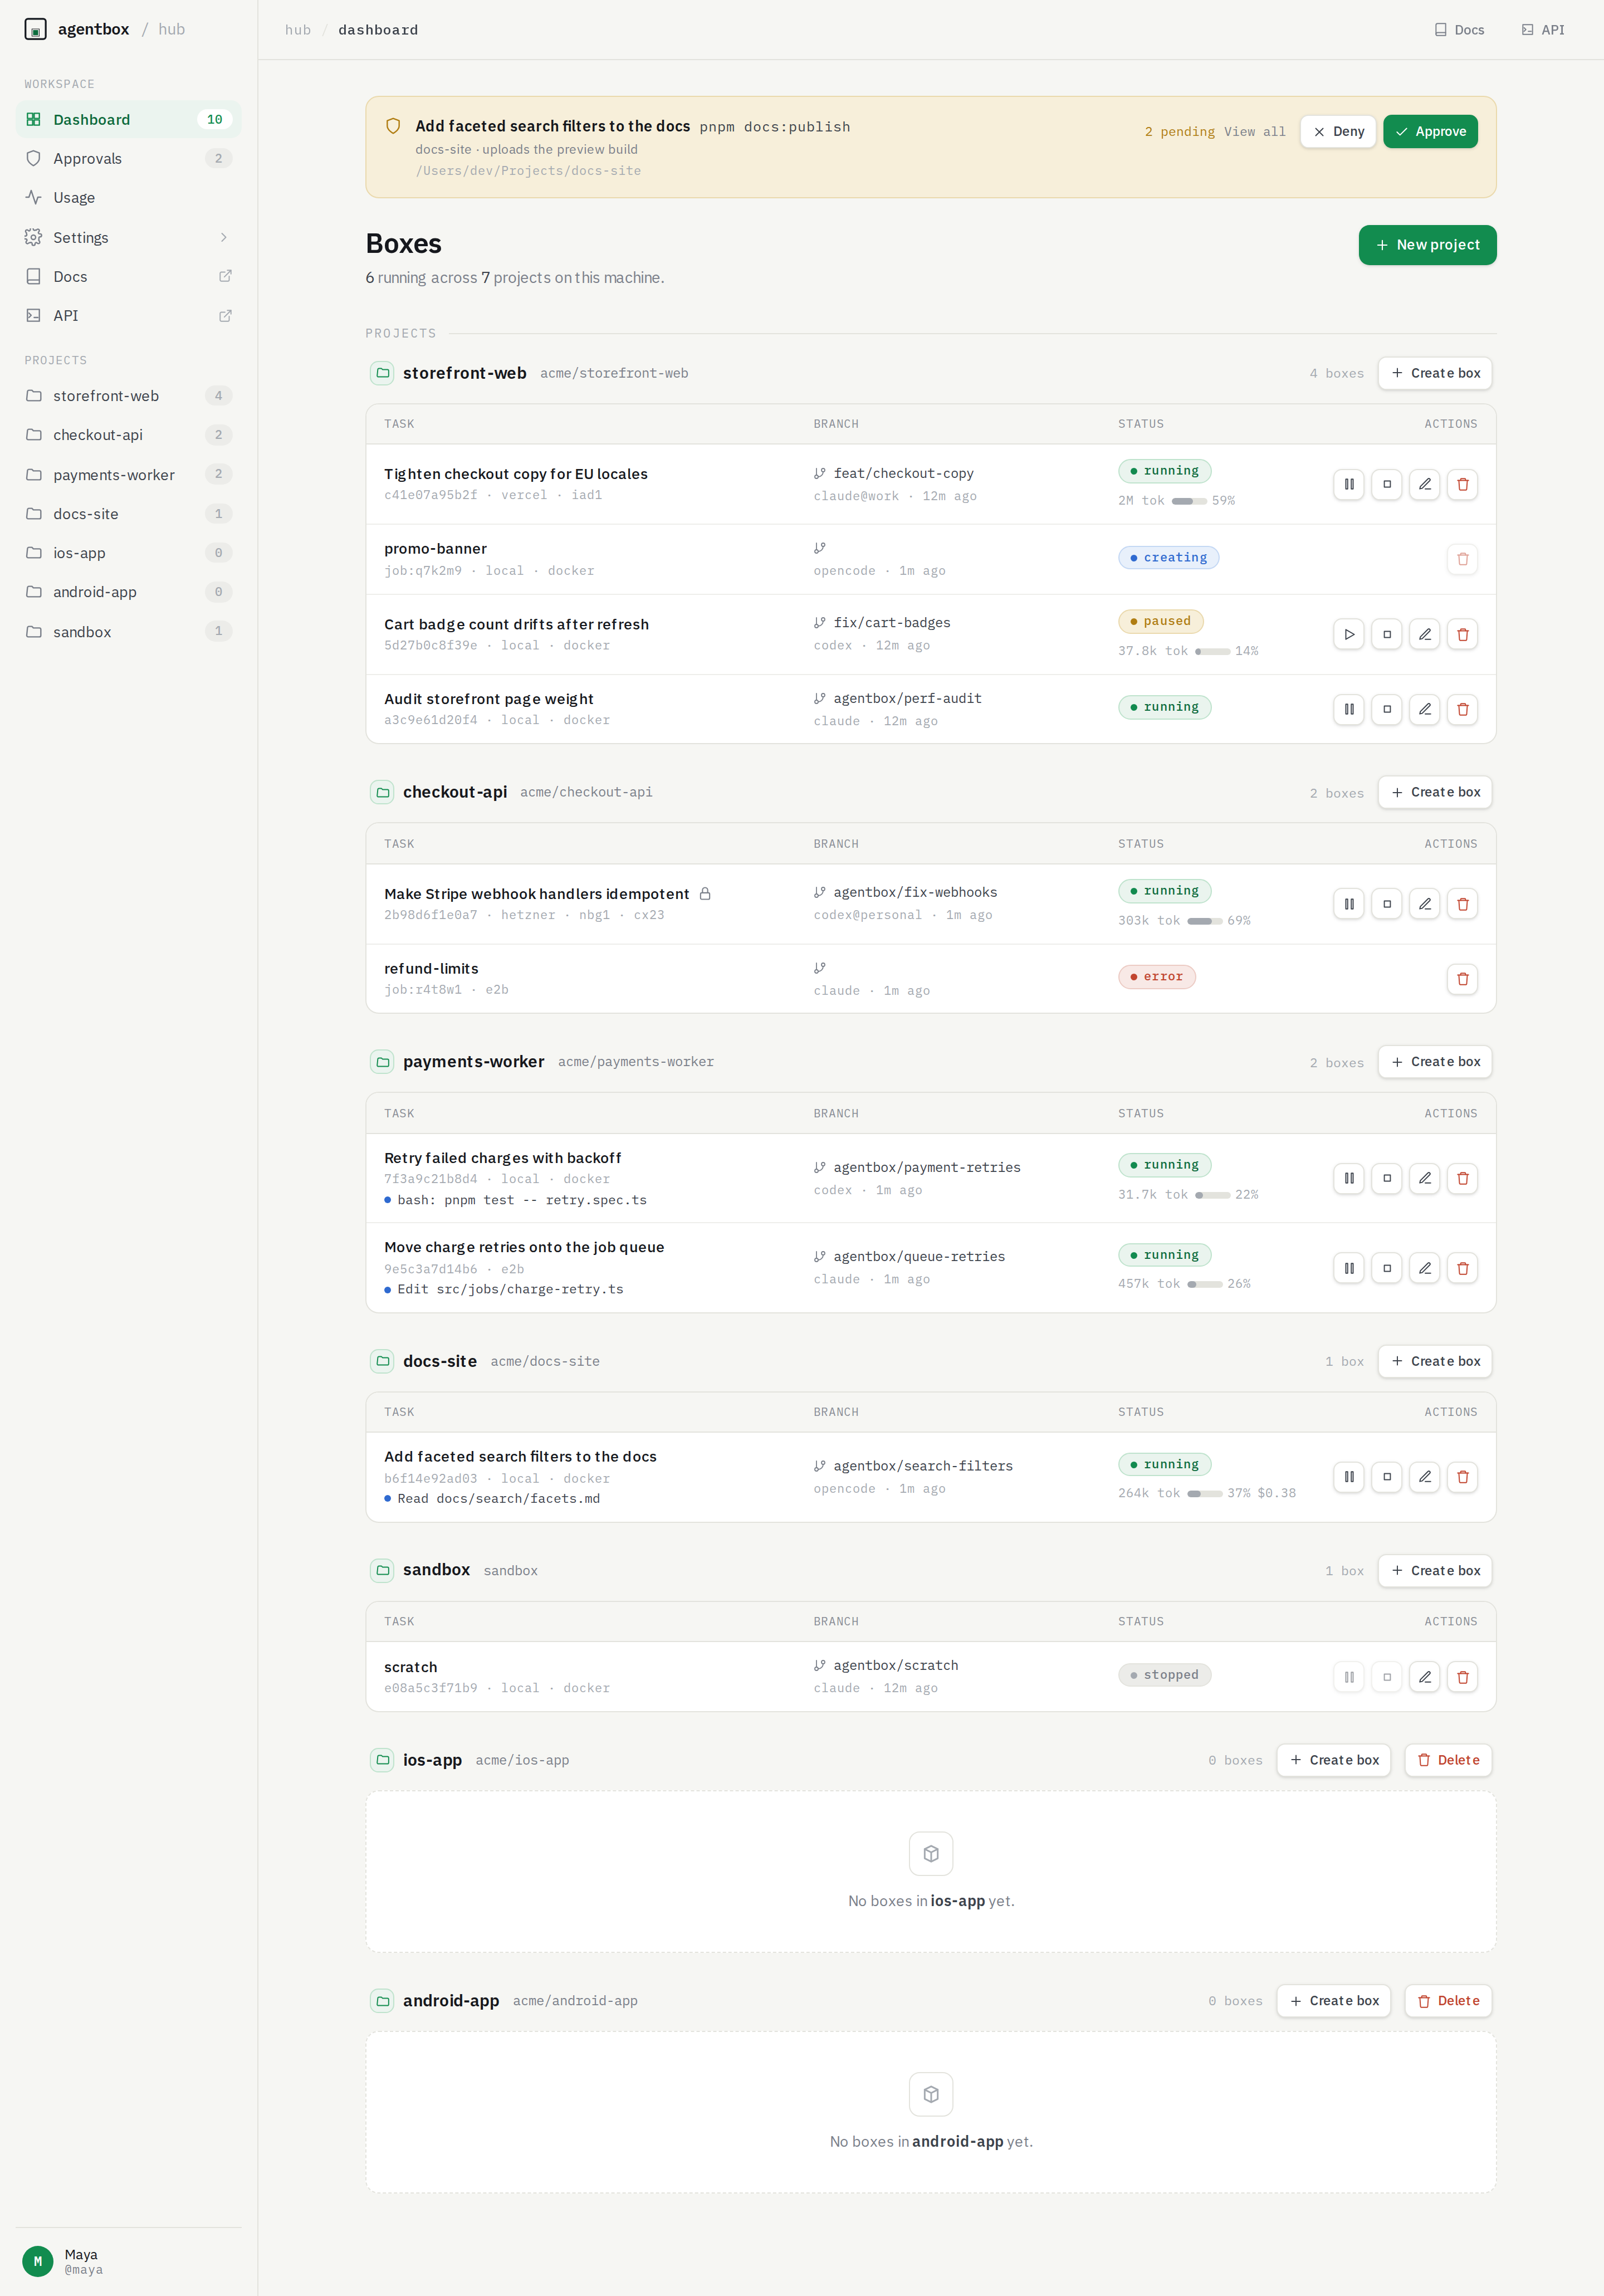 agentbox / hub
WORKSPACE
Dashboard 10
Approvals 2
Usage
Settings
Docs
API
PROJECTS
storefront-web 4
checkout-api 2
payments-worker 2
docs-site 1
ios-app 0
android-app 0
sandbox 1
M
Maya
@maya
hub / dashboard
Docs API
Add faceted search filters to the docs pnpm docs:publish
2 pending View all Deny Approve
docs-site · uploads the preview build
/Users/dev/Projects/docs-site
Boxes
New project
6 running across 7 projects on this machine.
PROJECTS
storefront-web acme/storefront-web 4 boxes Create box
TASK BRANCH STATUS ACTIONS
Tighten checkout copy for EU locales feat/checkout-copy running
c41e07a95b2f · vercel · iad1 claude@work · 12m ago 2M tok 59%
promo-banner creating
job:q7k2m9 · local · docker opencode · 1m ago
Cart badge count drifts after refresh fix/cart-badges paused
5d27b0c8f39e · local · docker codex · 12m ago 37.8k tok 14%
Audit storefront page weight agentbox/perf-audit running
a3c9e61d20f4 · local · docker claude · 12m ago
checkout-api acme/checkout-api 2 boxes Create box
TASK BRANCH STATUS ACTIONS
Make Stripe webhook handlers idempotent agentbox/fix-webhooks running
2b98d6f1e0a7 · hetzner · nbg1 · cx23 codex@personal · 1m ago 303k tok 69%
refund-limits error
job:r4t8w1 · e2b claude · 1m ago
payments-worker acme/payments-worker 2 boxes Create box
TASK BRANCH STATUS ACTIONS
Retry failed charges with backoff agentbox/payment-retries running
7f3a9c21b8d4 · local · docker codex · 1m ago 31.7k tok 22%
bash: pnpm test -- retry.spec.ts
Move charge retries onto the job queue agentbox/queue-retries running
9e5c3a7d14b6 · e2b claude · 1m ago 457k tok 26%
Edit src/jobs/charge-retry.ts
docs-site acme/docs-site 1 box Create box
TASK BRANCH STATUS ACTIONS
Add faceted search filters to the docs agentbox/search-filters running
b6f14e92ad03 · local · docker opencode · 1m ago 264k tok 37% $0.38
Read docs/search/facets.md
sandbox sandbox 1 box Create box
TASK BRANCH STATUS ACTIONS
scratch agentbox/scratch stopped
e08a5c3f71b9 · local · docker claude · 12m ago
ios-app acme/ios-app 0 boxes Create box Delete
No boxes in ios-app yet.
android-app acme/android-app 0 boxes Create box Delete
No boxes in android-app yet.